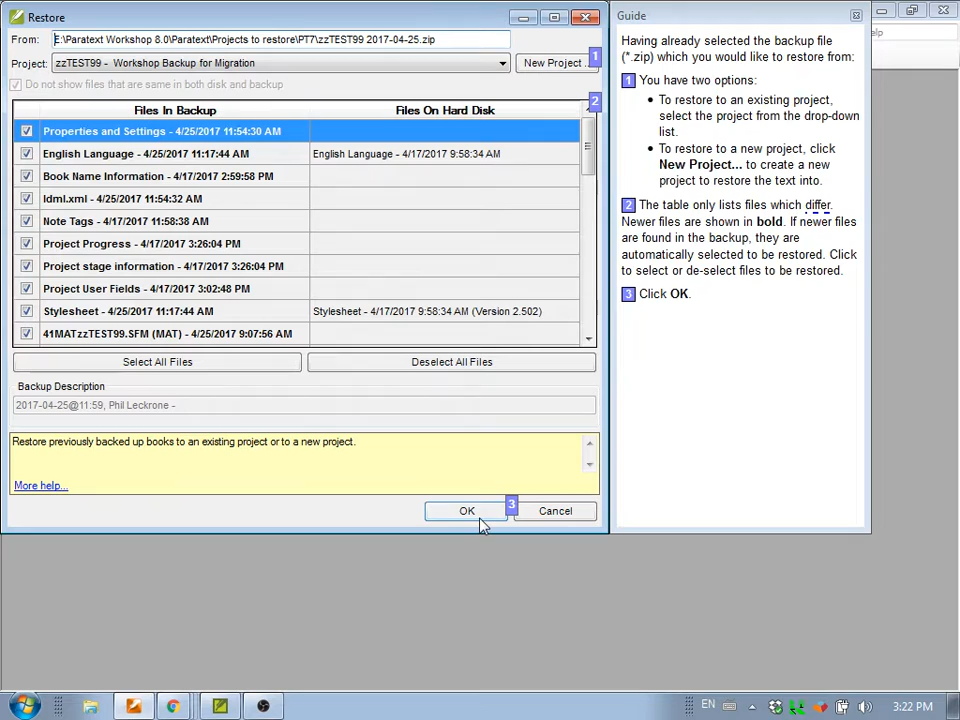 Restore
Guide
From:
E:\Paratext Workshop 8.0\Paratext\Projects to restore\PT7\zzTEST99 2017-04-25.zip
Project:
zzTEST99 - Workshop Backup for Migration
New Project ..
1
Do not show files that are same in both disk and backup
2
Files In Backup
Files On Hard Disk
Properties and Settings - 4/25/2017 11:54:30 AM
English Language - 4/25/2017 11:17:44 AM
English Language - 4/17/2017 9:58:34 AM
Book Name Information - 4/17/2017 2:59:58 PM
ldml.xml - 4/25/2017 11:54:32 AM
Note Tags - 4/17/2017 11:58:38 AM
Project Progress - 4/17/2017 3:26:04 PM
Project stage information - 4/17/2017 3:26:04 PM
Project User Fields - 4/17/2017 3:02:48 PM
Stylesheet - 4/25/2017 11:17:44 AM
Stylesheet - 4/17/2017 9:58:34 AM (Version 2.502)
41MATzzTEST99.SFM (MAT) - 4/25/2017 9:07:56 AM
Select All Files
Deselect All Files
Backup Description
2017-04-25@11:59, Phil Leckrone -
Restore previously backed up books to an existing project or to a new project.
More help...
OK
3
Cancel
Having already selected the backup file
(*.zip) which you would like to restore from:
1 You have two options:
• To restore to an existing project,
select the project from the drop-down
list.
• To restore to a new project, click
New Project... to create a new
project to restore the text into.
2 The table only lists files which differ.
Newer files are shown in bold. If newer files
are found in the backup, they are
automatically selected to be restored. Click
to select or de-select files to be restored.
3 Click OK.
elp
EN
3:22 PM